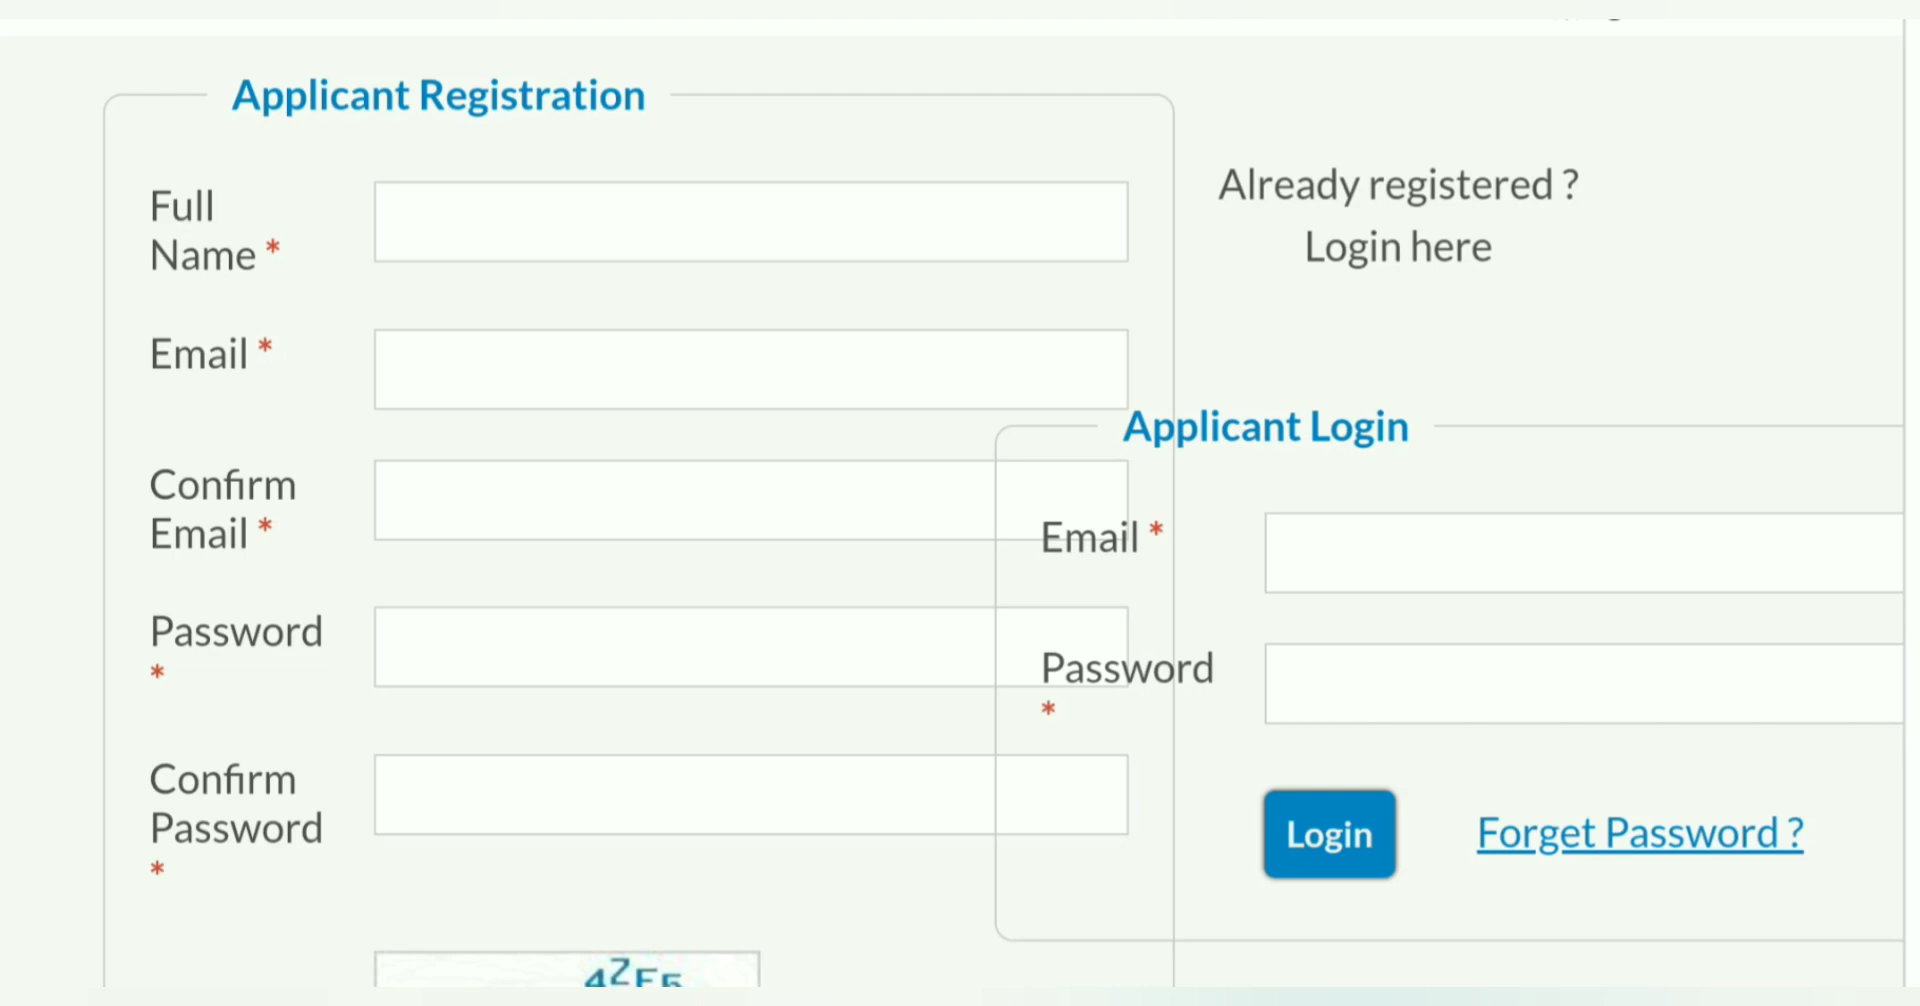 Applicant Registration
Full
Name *
Email *
Confirm
Email *
Password
*
Confirm
Password
*
Already registered ?
Login here
Applicant Login
Email *
Password
*
Login
Forget Password ?